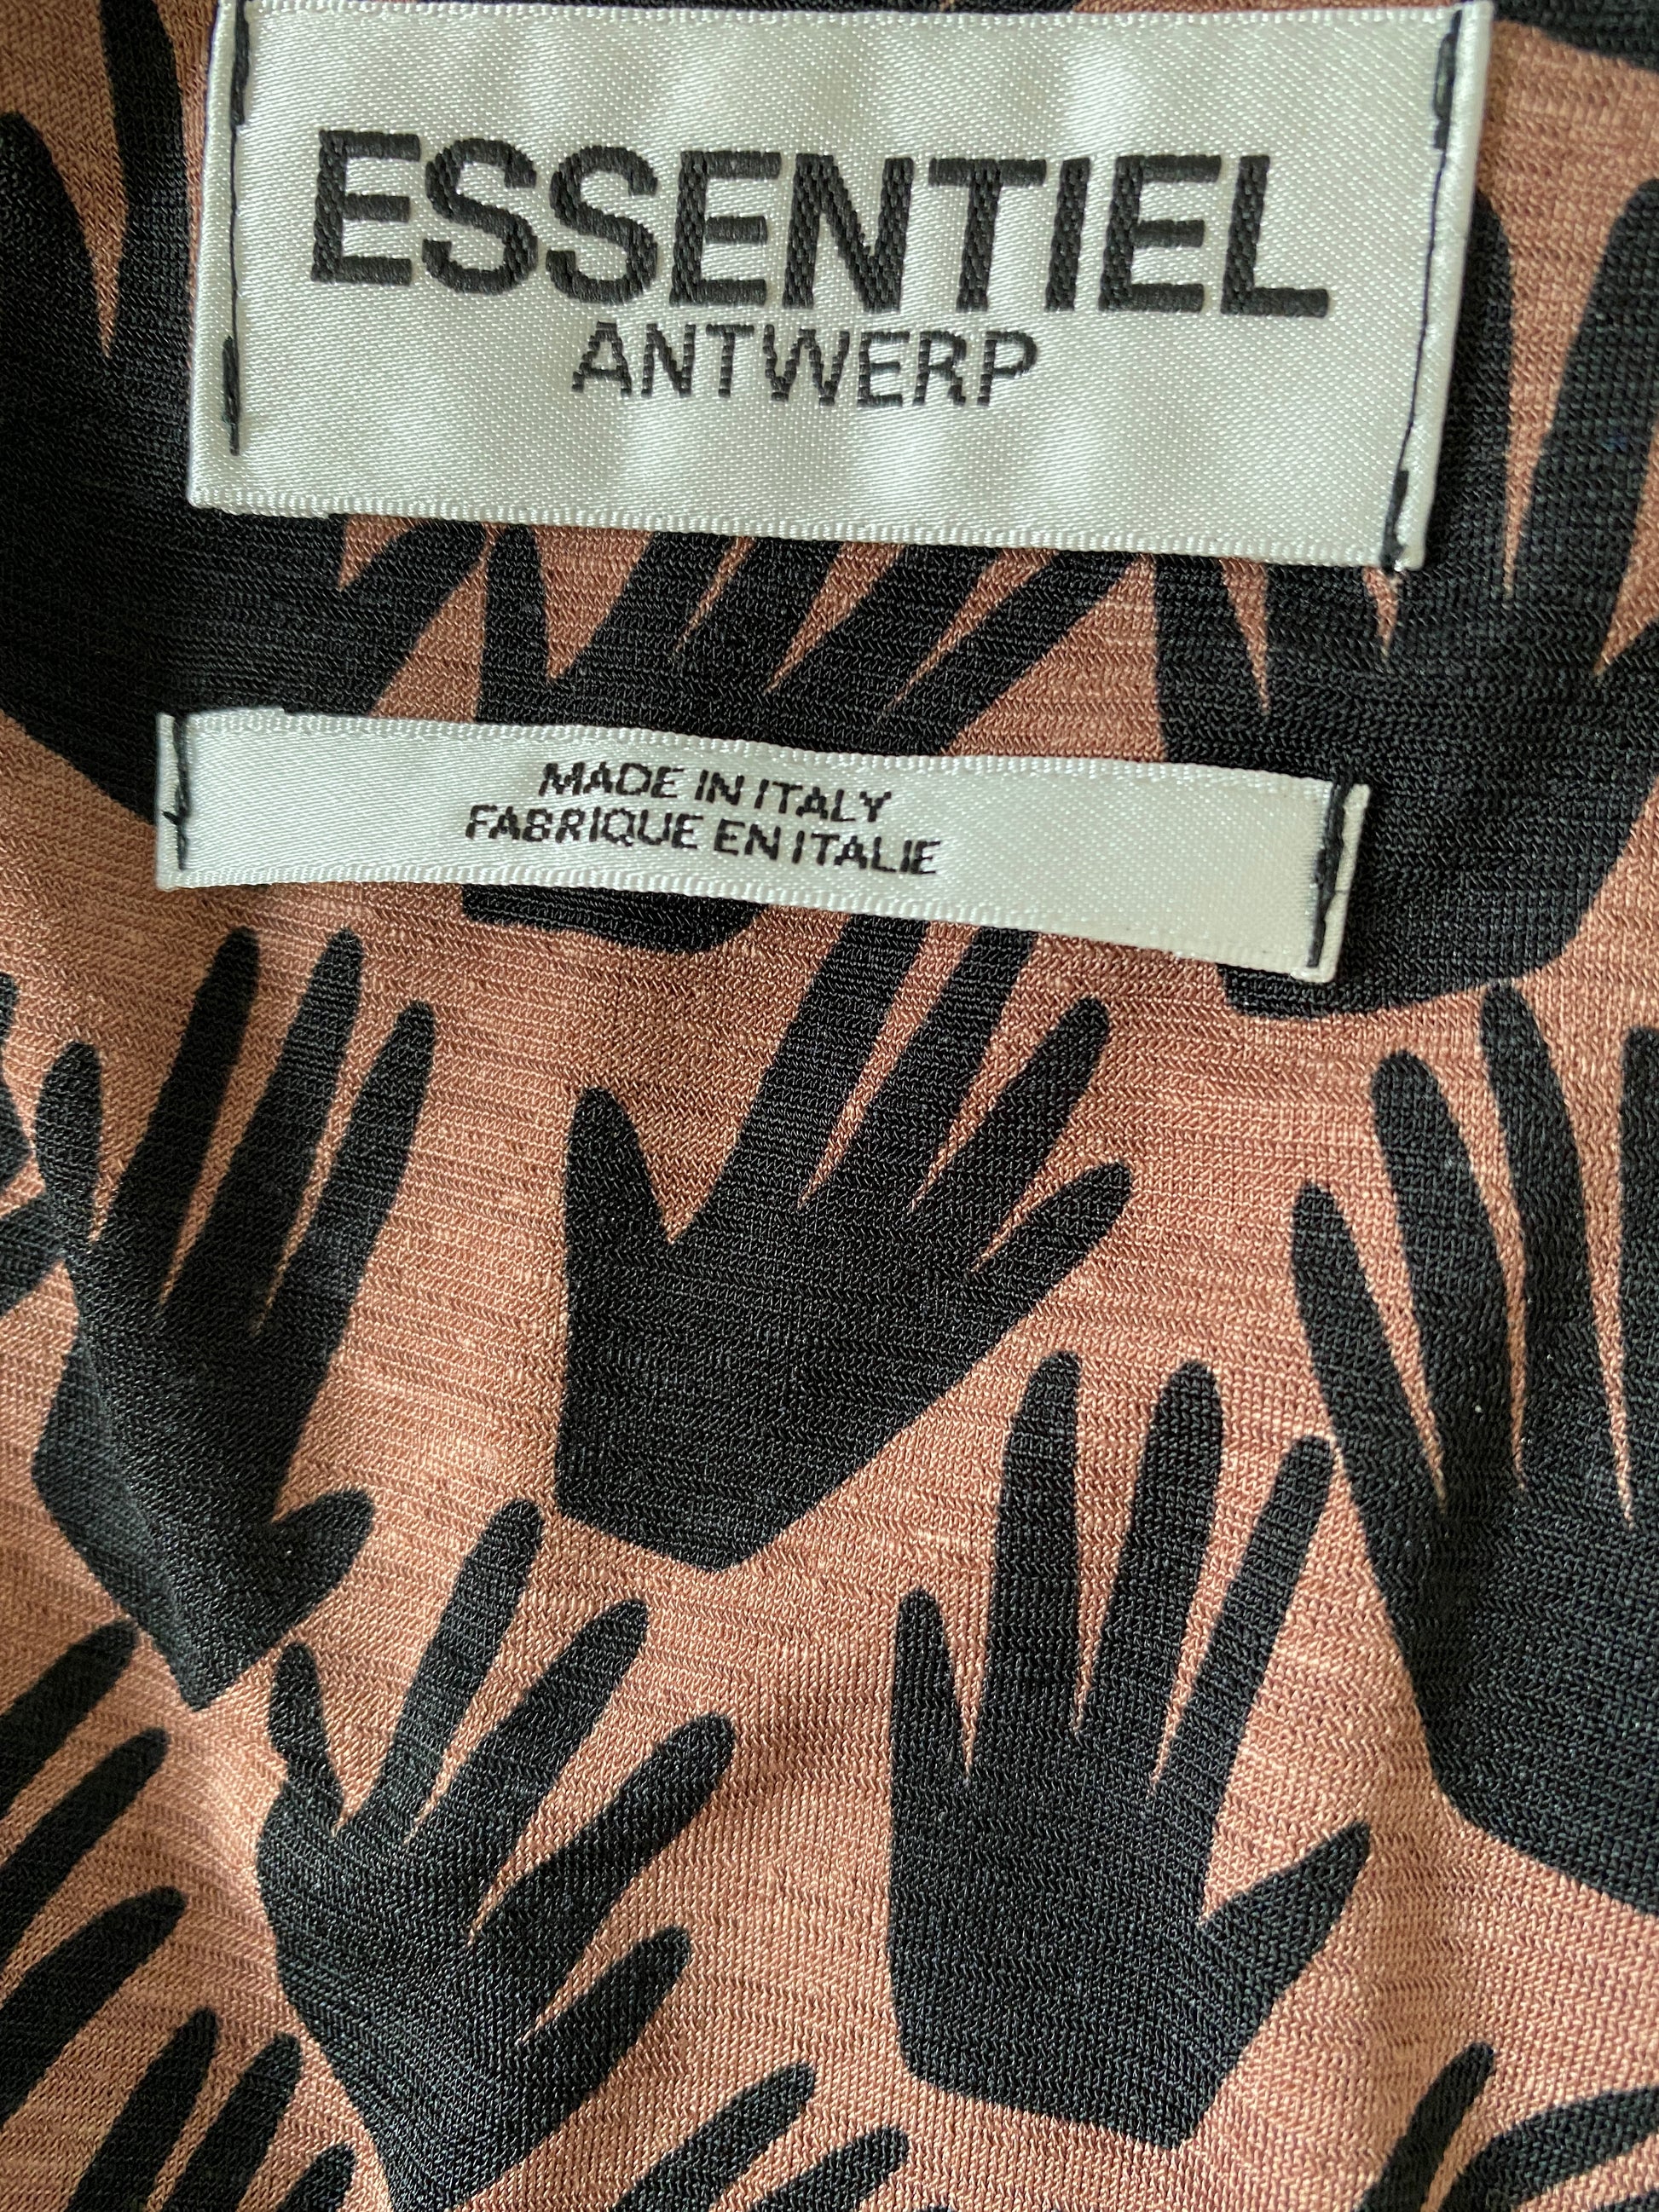 ESSENTIEL
ANTWERP
MADE IN ITALY
FABRIQUE EN ITALIE